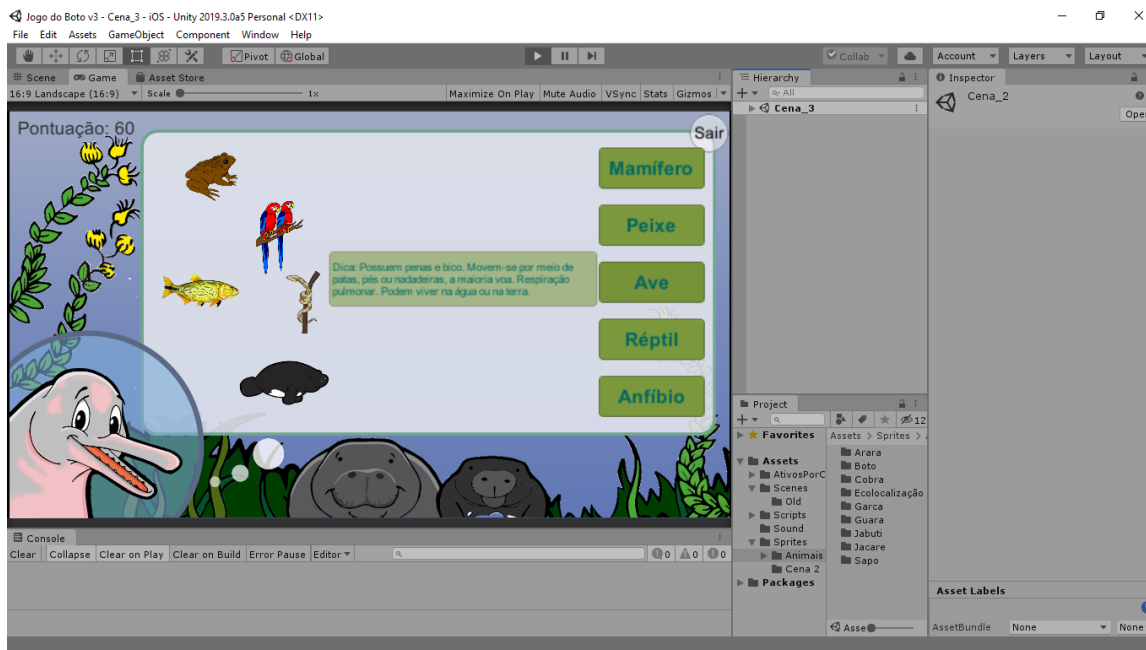 Jogo do Boto v3 - Cena_3 - iOS - Unity 2019.3.0a5 Personal <DX11>
File Edit Assets GameObject Component Window Help
Pivot Global Collab Account Layers Layout
Scene Game Asset Store
16:9 Landscape (16:9) Scale 1x Maximize On Play Mute Audio VSync Stats Gizmos
Pontuação: 60
Sair
Mamífero
Peixe
Dica: Possuem penas e bico. Movem-se por meio de
patas, pés ou nadadeiras, a maioria voa. Respiração
pulmonar. Podem viver na água ou na terra.
Ave
Réptil
Anfíbio
Console
Clear Collapse Clear on Play Clear on Build Error Pause Editor 0 0 0
Hierarchy
All
Cena_3
Project
12
Favorites
Assets
AtivosPorC
Scenes
Old
Scripts
Sound
Sprites
Animais
Cena 2
Packages
Assets > Sprites >
Arara
Boto
Cobra
Ecolocalização
Garca
Guara
Jabuti
Jacare
Sapo
Asse
Inspector
Cena_2
Ope
Asset Labels
AssetBundle None None